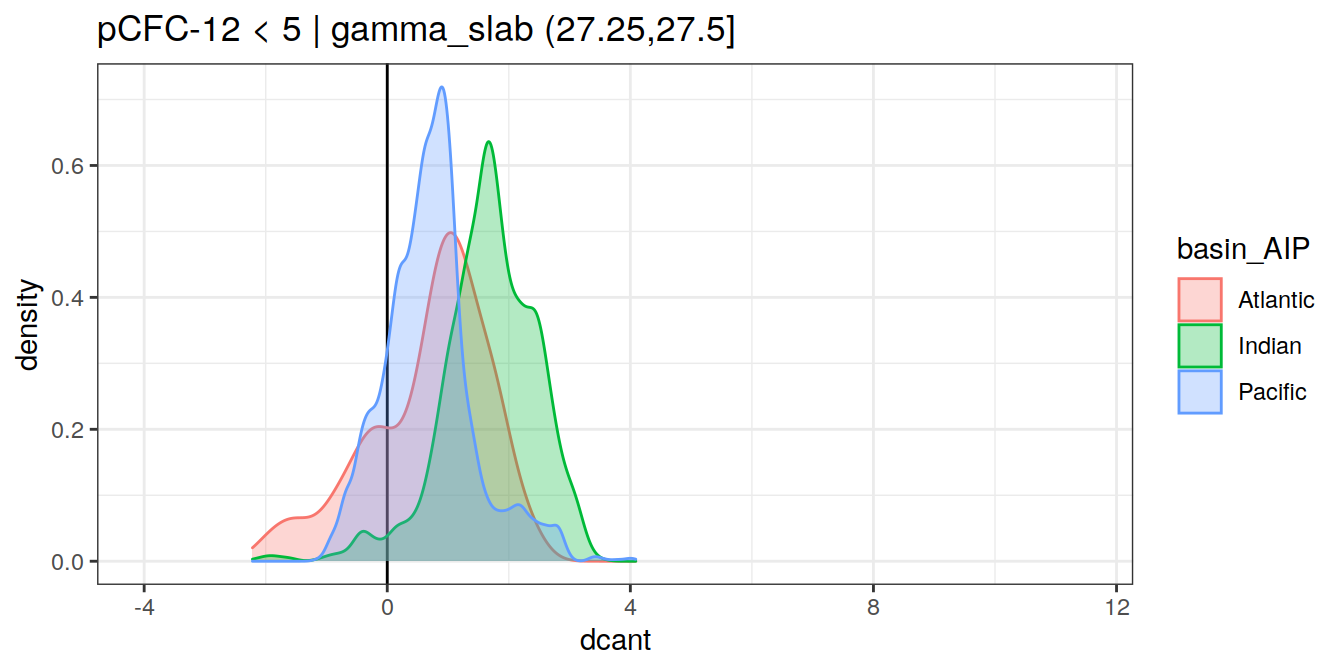 pCFC-12 < 5 | gamma_slab (27.25,27.5]
density
0.6
0.4
0.2
0.0
-4
0
4
8
12
dcant
basin_AIP
Atlantic
Indian
Pacific